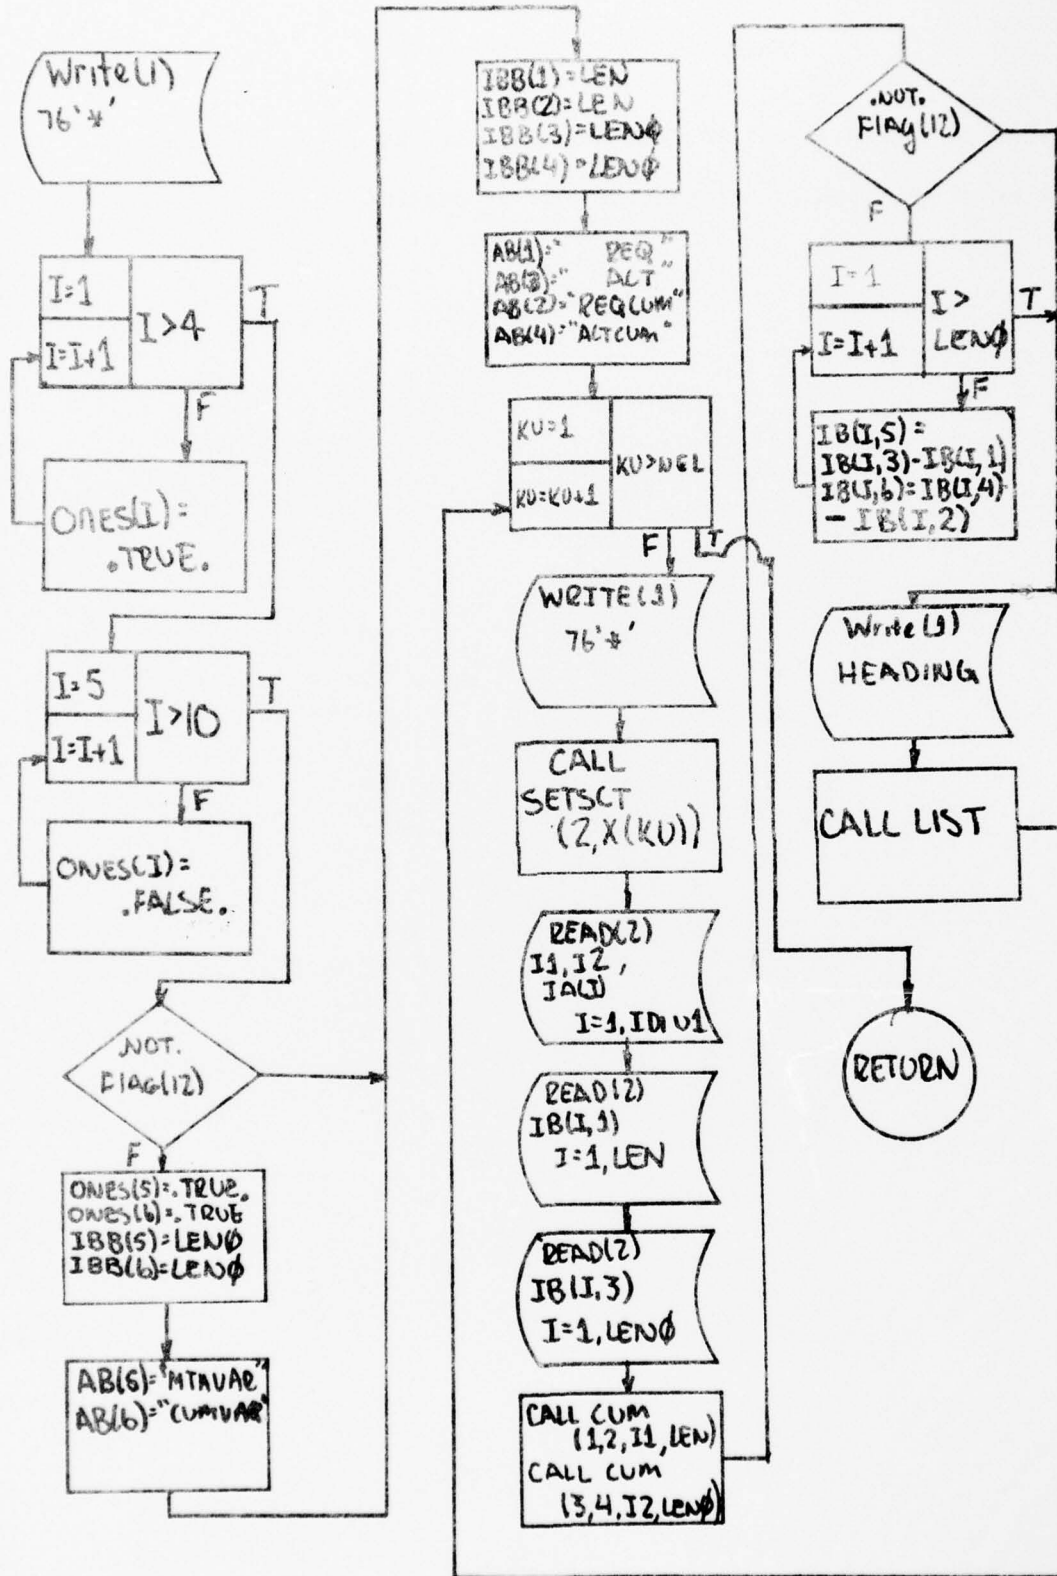 Write(1)
76'*'
I=1
I=I+1
I>4
T
F
ONES(I)=
.TRUE.
I=5
I=I+1
I>10
T
F
ONES(I)=
.FALSE.
.NOT.
FlAG(12)
F
ONES(5)=.TRUE.
ONES(6)=.TRUE
IBB(5)=LENØ
IBB(6)=LENØ
AB(5)="MTHVAR"
AB(6)="CUMVAR"
IBB(1)=LEN
IBB(2)=LEN
IBB(3)=LENØ
IBB(4)=LENØ
AB(1)=" REQ"
AB(3)=" ALT"
AB(2)="REQCUM"
AB(4)="ALTCUM"
KU=1
KU=KU+1
KU>NEL
F
T
WRITE(1)
76'*'
CALL
SETSCT
(2,X(KU))
READ(2)
I1,I2,
IA(I)
I=1,IDIV1
READ(2)
IB(I,1)
I=1,LEN
READ(2)
IB(I,3)
I=1,LENØ
CALL CUM
(1,2,I1,LEN)
CALL CUM
(3,4,I2,LENØ)
.NOT.
FlAg(12)
F
I=1
I=I+1
I>
LENØ
T
F
IB(I,5)=
IB(I,3)-IB(I,1)
IB(I,6)=IB(I,4)
-IB(I,2)
Write(1)
HEADING
CALL LIST
RETURN